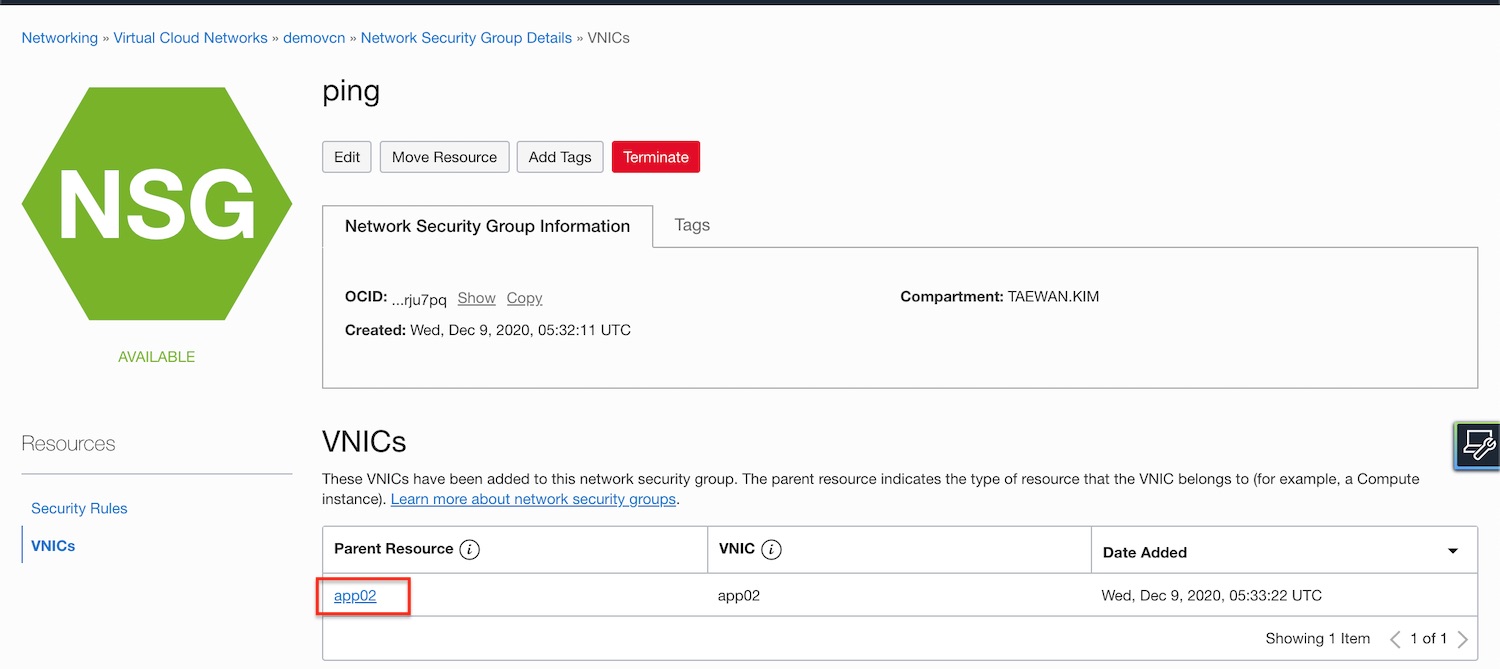 Networking » Virtual Cloud Networks » demovcn » Network Security Group Details » VNICs
NSG
AVAILABLE
ping
Edit Move Resource Add Tags Terminate
Network Security Group Information Tags
OCID: ...rju7pq Show Copy Compartment: TAEWAN.KIM
Created: Wed, Dec 9, 2020, 05:32:11 UTC
Resources
Security Rules
VNICs
VNICs
These VNICs have been added to this network security group. The parent resource indicates the type of resource that the VNIC belongs to (for example, a Compute
instance). Learn more about network security groups.
Parent Resource i VNIC i Date Added
app02 app02 Wed, Dec 9, 2020, 05:33:22 UTC
Showing 1 Item 1 of 1